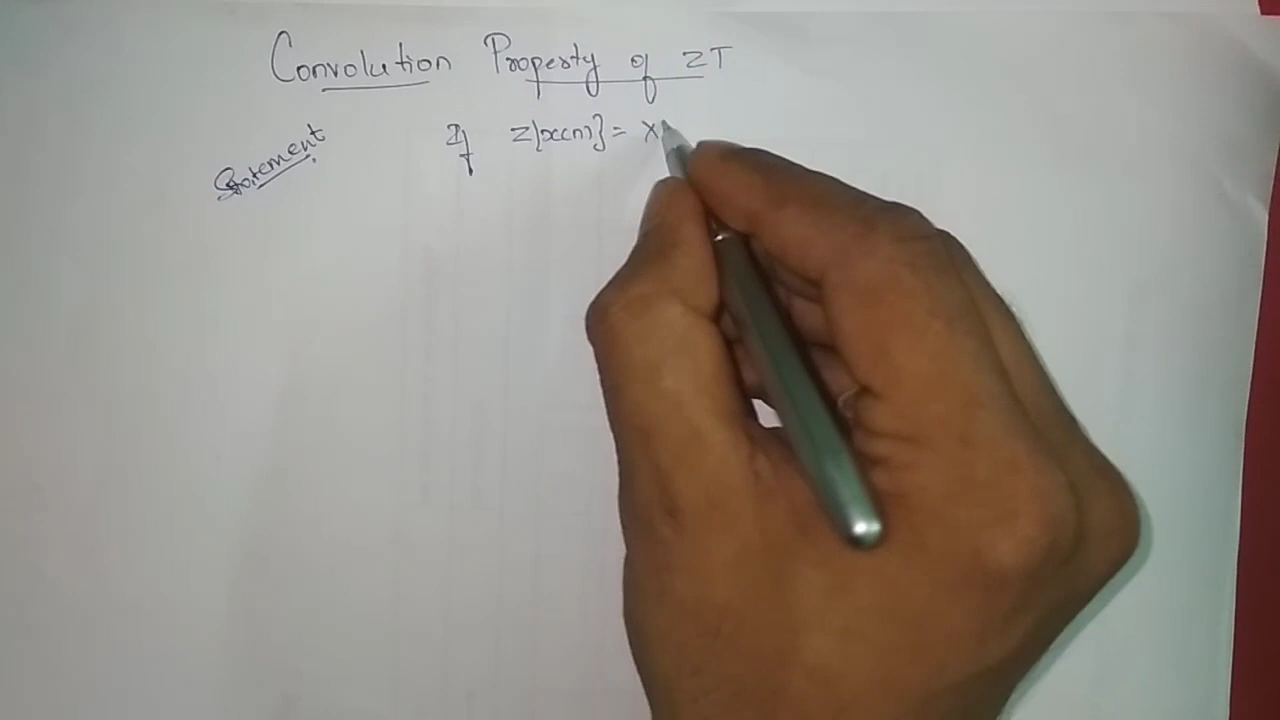 Convolution Property of ZT
Statement
If Z{x(n)} = X